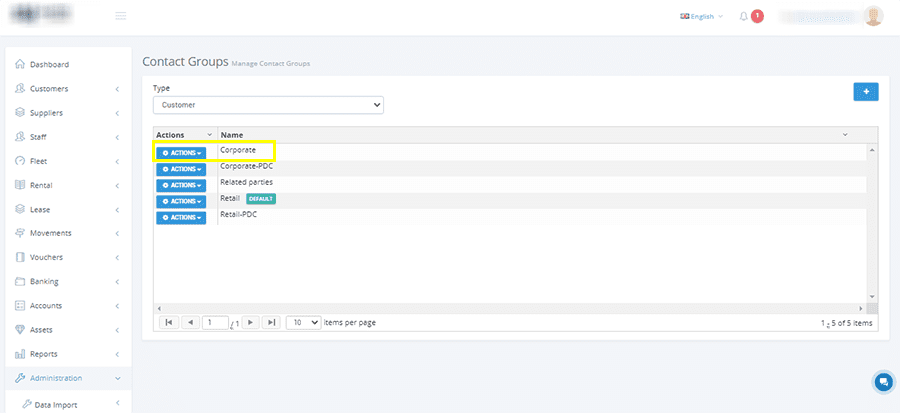 English
1
Dashboard
Customers
Suppliers
Staff
Fleet
Rental
Lease
Movements
Vouchers
Banking
Accounts
Assets
Reports
Administration
Data Import
Contact Groups Manage Contact Groups
Type
Customer
+
Actions Name
ACTIONS Corporate
ACTIONS Corporate-PDC
ACTIONS Related parties
ACTIONS Retail DEFAULT
ACTIONS Retail-PDC
1 / 1 10 items per page 1 - 5 of 5 items